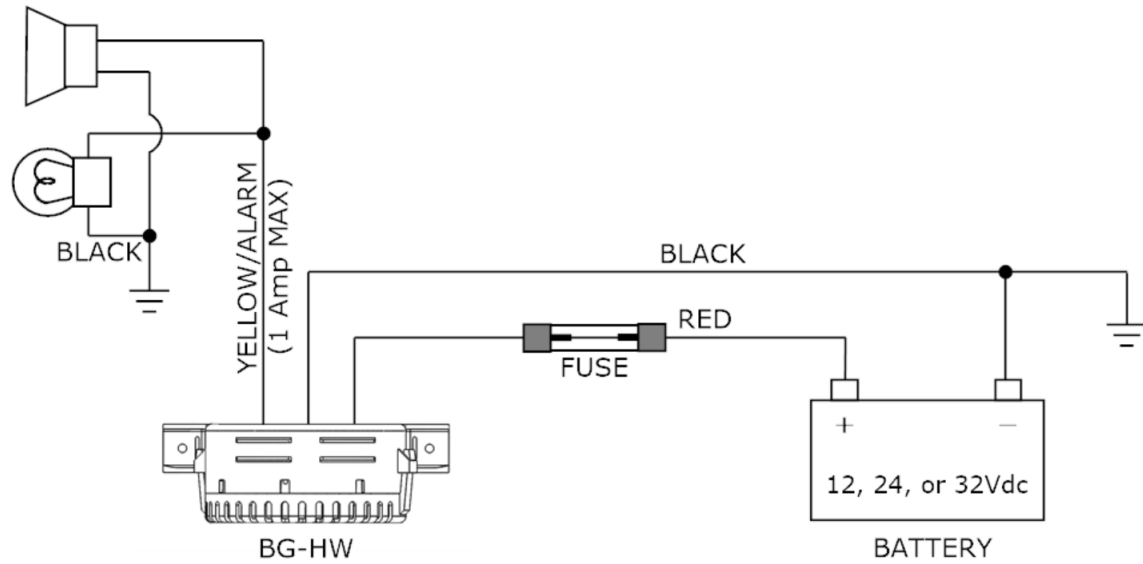 BLACK
YELLOW/ALARM
(1 Amp MAX)
BLACK
RED
FUSE
+ −
12, 24, or 32Vdc
BG-HW
BATTERY